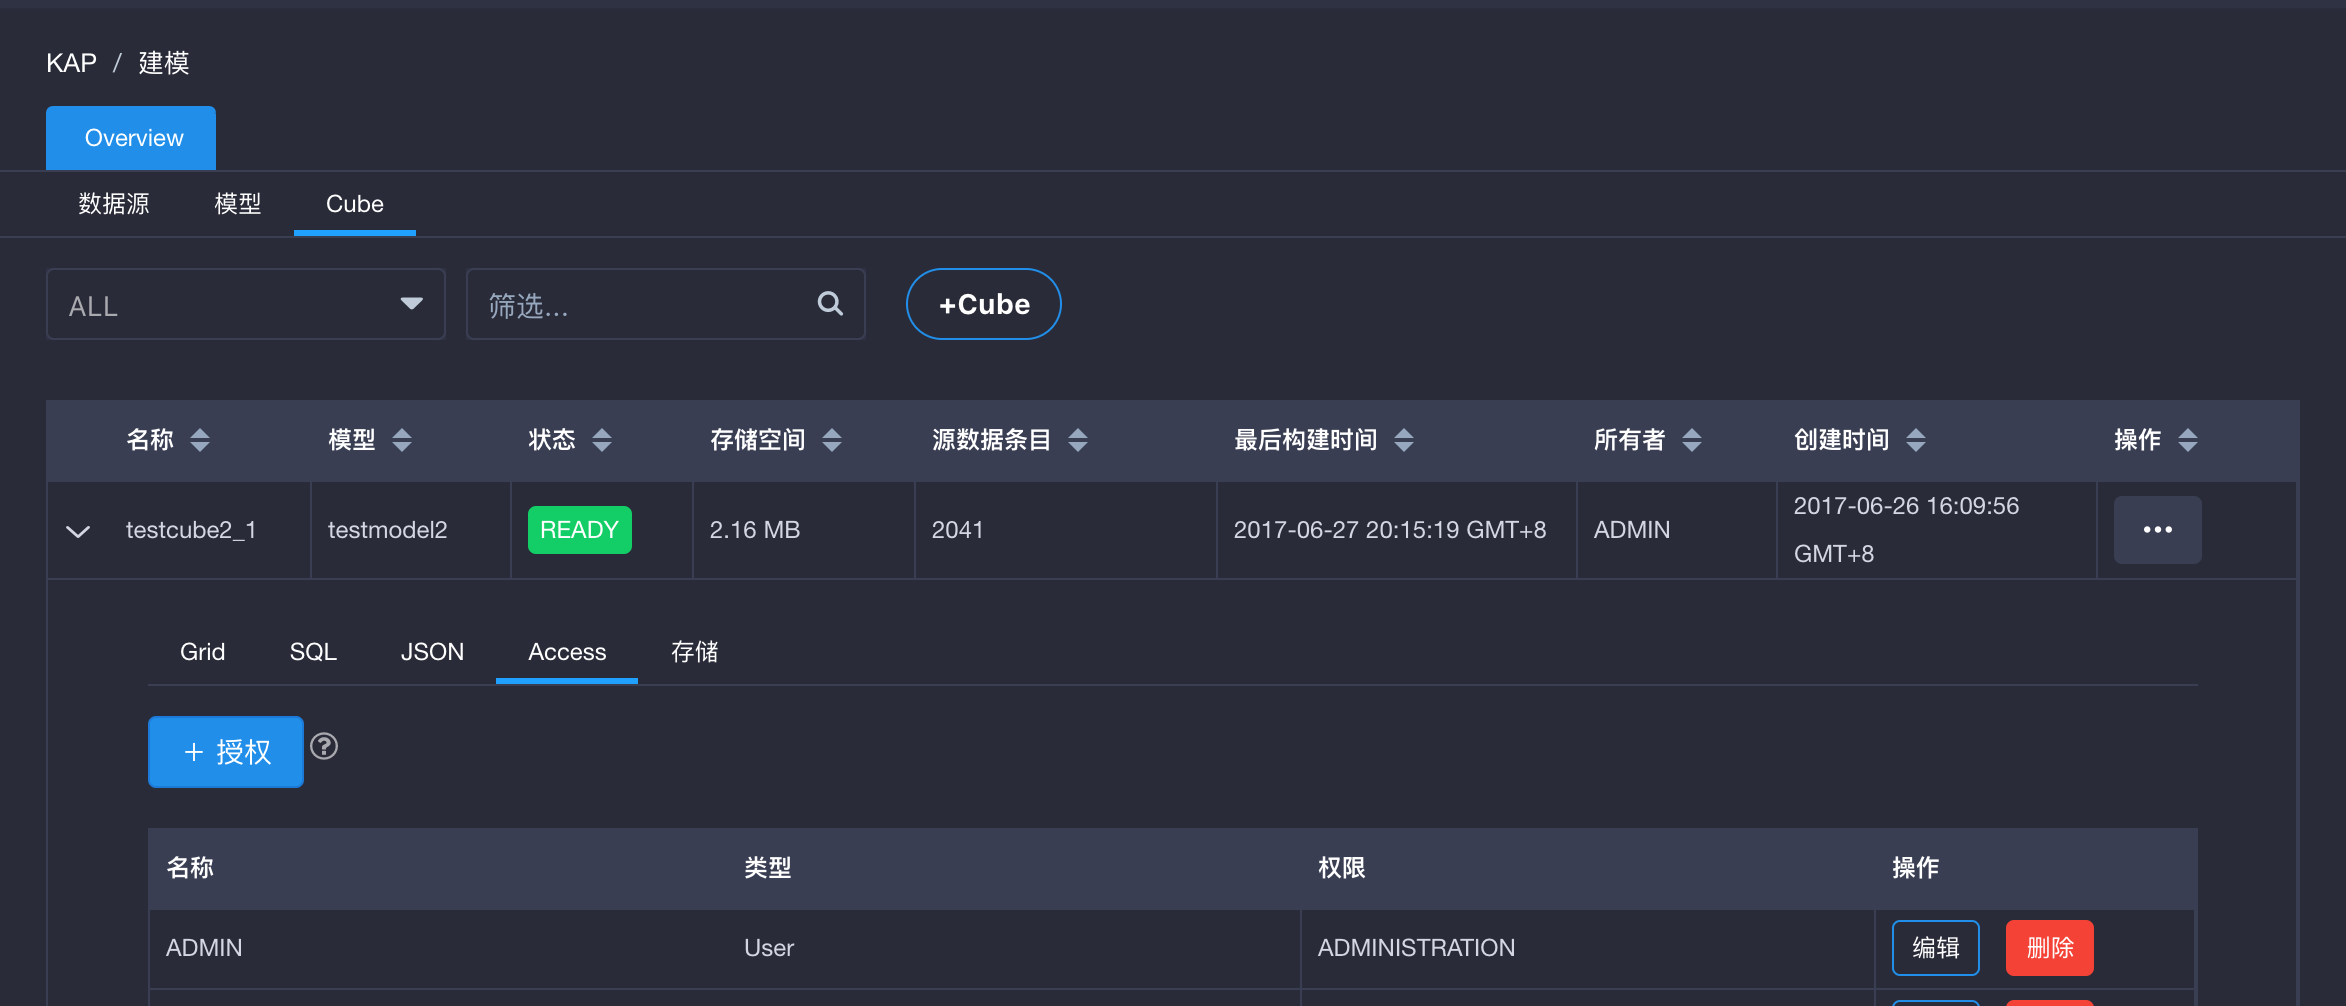 KAP / 建模
Overview
数据源 模型 Cube
ALL 筛选... +Cube
名称 模型 状态 存储空间 源数据条目 最后构建时间 所有者 创建时间 操作
testcube2_1 testmodel2 READY 2.16 MB 2041 2017-06-27 20:15:19 GMT+8 ADMIN 2017-06-26 16:09:56
GMT+8
Grid SQL JSON Access 存储
+ 授权
名称 类型 权限 操作
ADMIN User ADMINISTRATION 编辑 删除